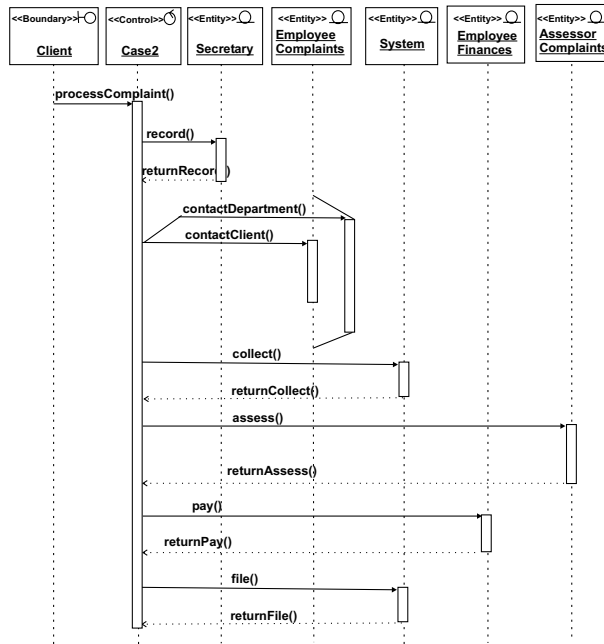 <<Boundary>>
Client
<<Control>>
Case2
<<Entity>>
Secretary
<<Entity>>
Employee
Complaints
<<Entity>>
System
<<Entity>>
Employee
Finances
<<Entity>>
Assessor
Complaints
processComplaint()
record()
returnRecord()
contactDepartment()
contactClient()
collect()
returnCollect()
assess()
returnAssess()
pay()
returnPay()
file()
returnFile()